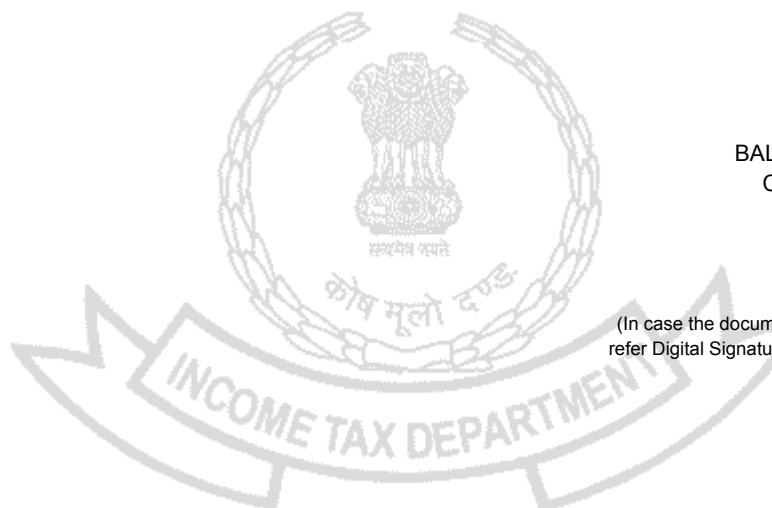 BAL
C
सत्यमेव जयते
कोष मूलो दण्डः
(In case the docum
refer Digital Signatu
INCOME TAX DEPARTMENT